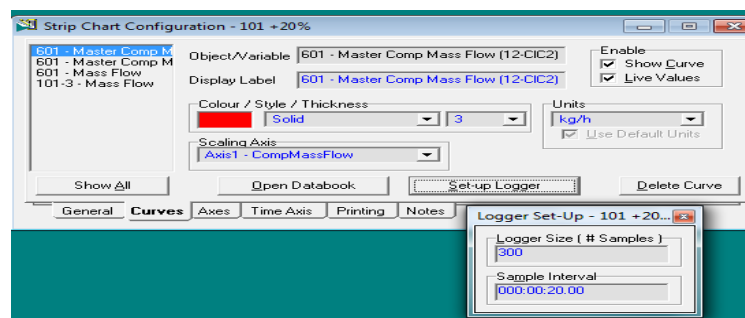 Strip Chart Configuration - 101 +20%
601 - Master Comp M
601 - Master Comp M
601 - Mass Flow
101-3 - Mass Flow
Object/Variable 601 - Master Comp Mass Flow (12-CIC2)
Display Label 601 - Master Comp Mass Flow (12-CIC2)
Enable
Show Curve
Live Values
Colour / Style / Thickness
Solid 3
Units
kg/h
Use Default Units
Scaling Axis
Axis1 - CompMassFlow
Show All Open Databook Set-up Logger Delete Curve
General Curves Axes Time Axis Printing Notes
Logger Set-Up - 101 +20...
Logger Size ( # Samples )
300
Sample Interval
000:00:20.00